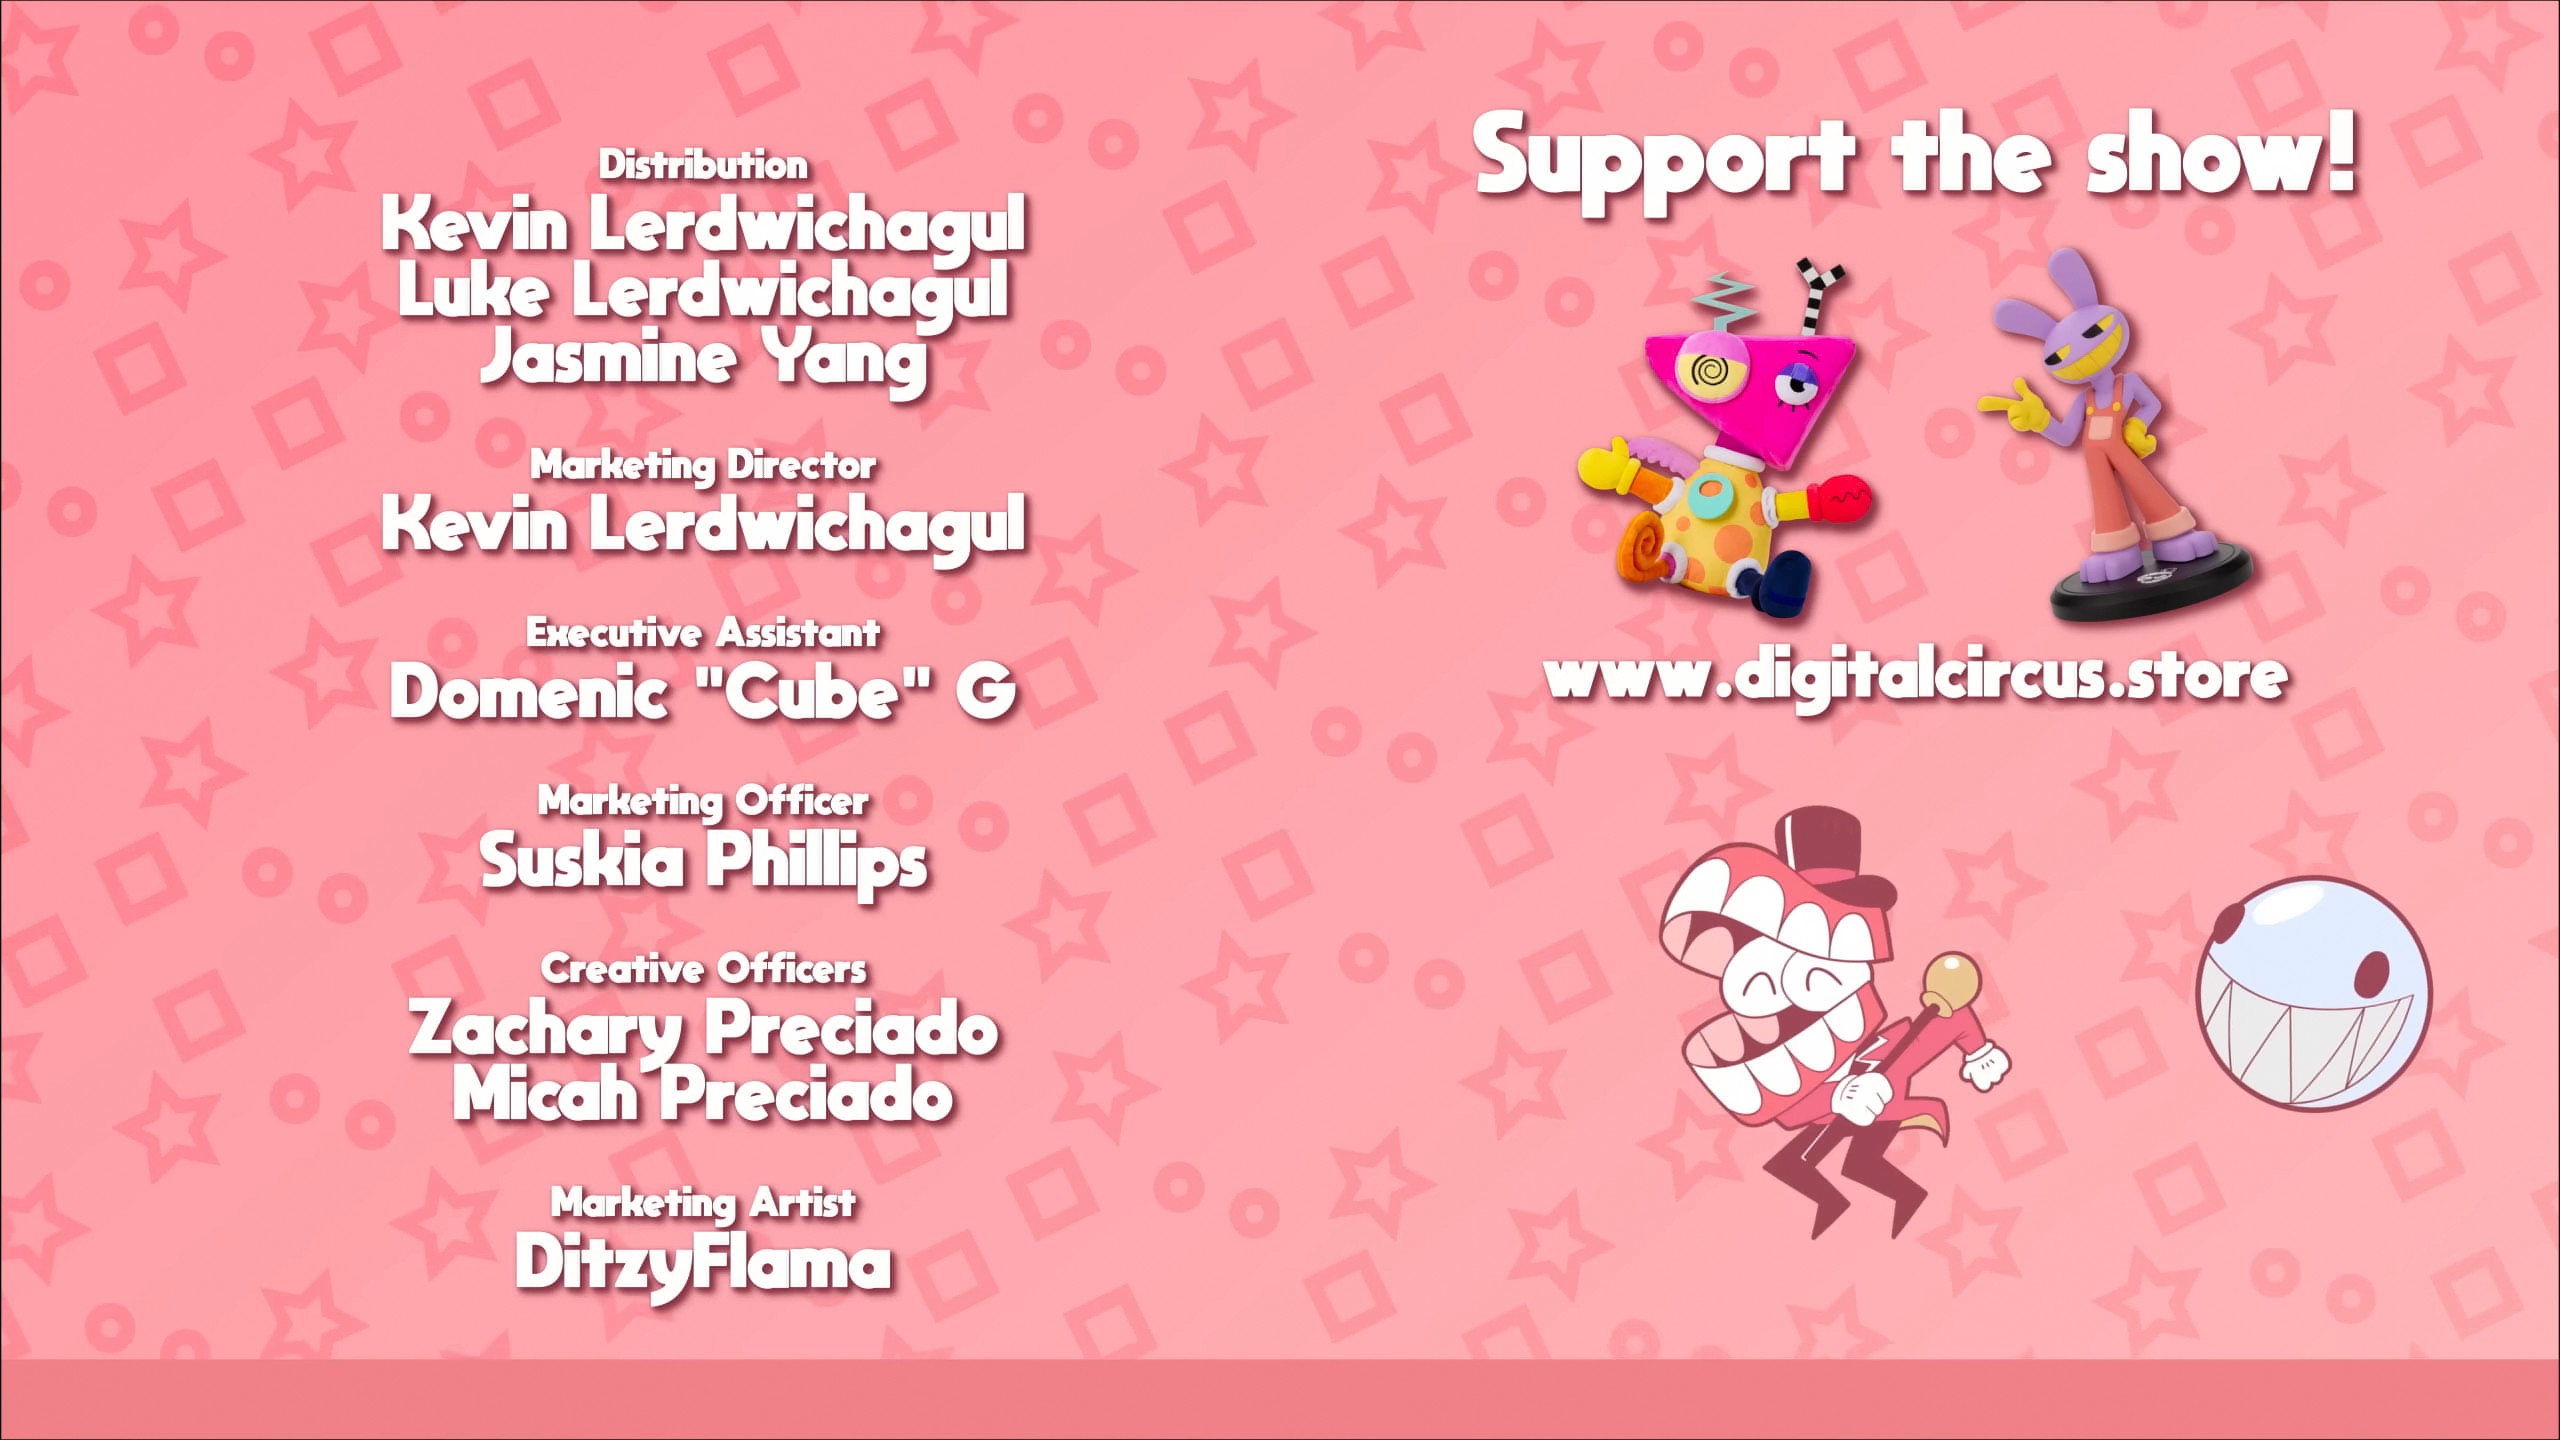 Distribution
Kevin Lerdwichagul
Luke Lerdwichagul
Jasmine Yang
Marketing Director
Kevin Lerdwichagul
Executive Assistant
Domenic "Cube" G
Marketing Officer
Suskia Phillips
Creative Officers
Zachary Preciado
Micah Preciado
Marketing Artist
DitzyFlama
Support the show!
www.digitalcircus.store